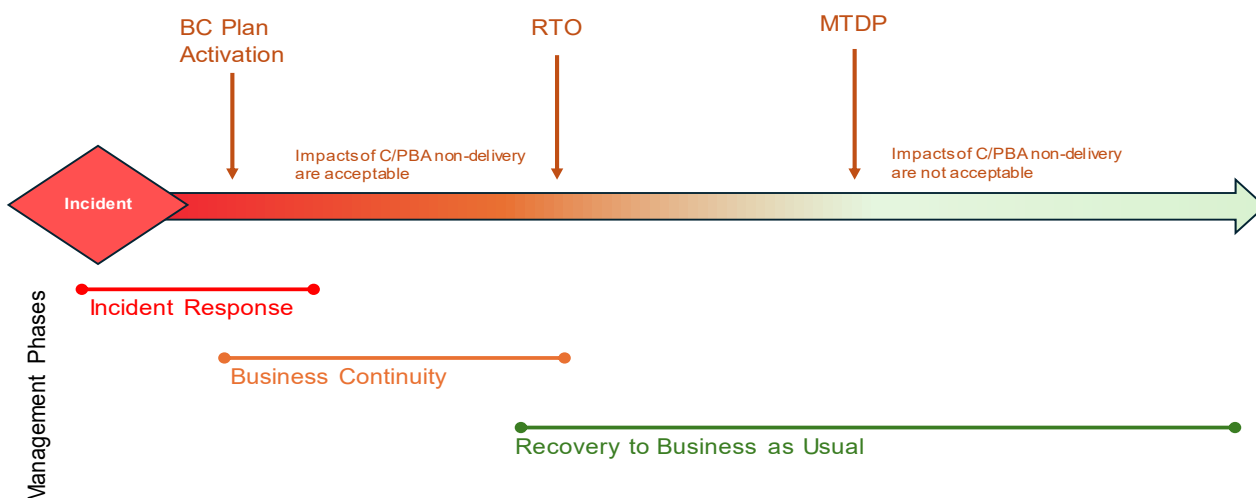 BC Plan
Activation
RTO
MTDP
Impacts of C/PBA non-delivery
are acceptable
Impacts of C/PBA non-delivery
are not acceptable
Incident
Management Phases
Incident Response
Business Continuity
Recovery to Business as Usual